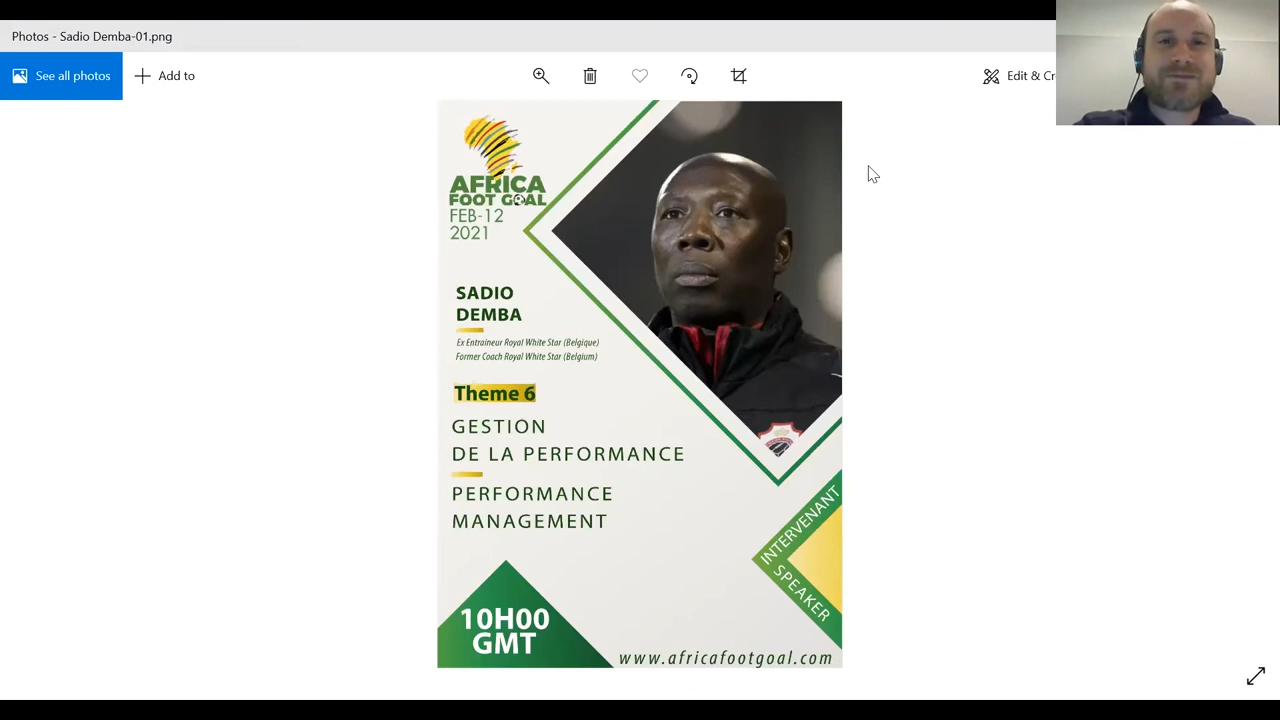 Photos - Sadio Demba-01.png
See all photos
Add to
AFRICA
FOOT GOAL
FEB-12
2021
SADIO
DEMBA
Ex Entraineur Royal White Star (Belgique)
Former Coach Royal White Star (Belgium)
Theme 6
GESTION
DE LA PERFORMANCE
PERFORMANCE
MANAGEMENT
INTERVENANT
SPEAKER
10H00
GMT
www.africafootgoal.com